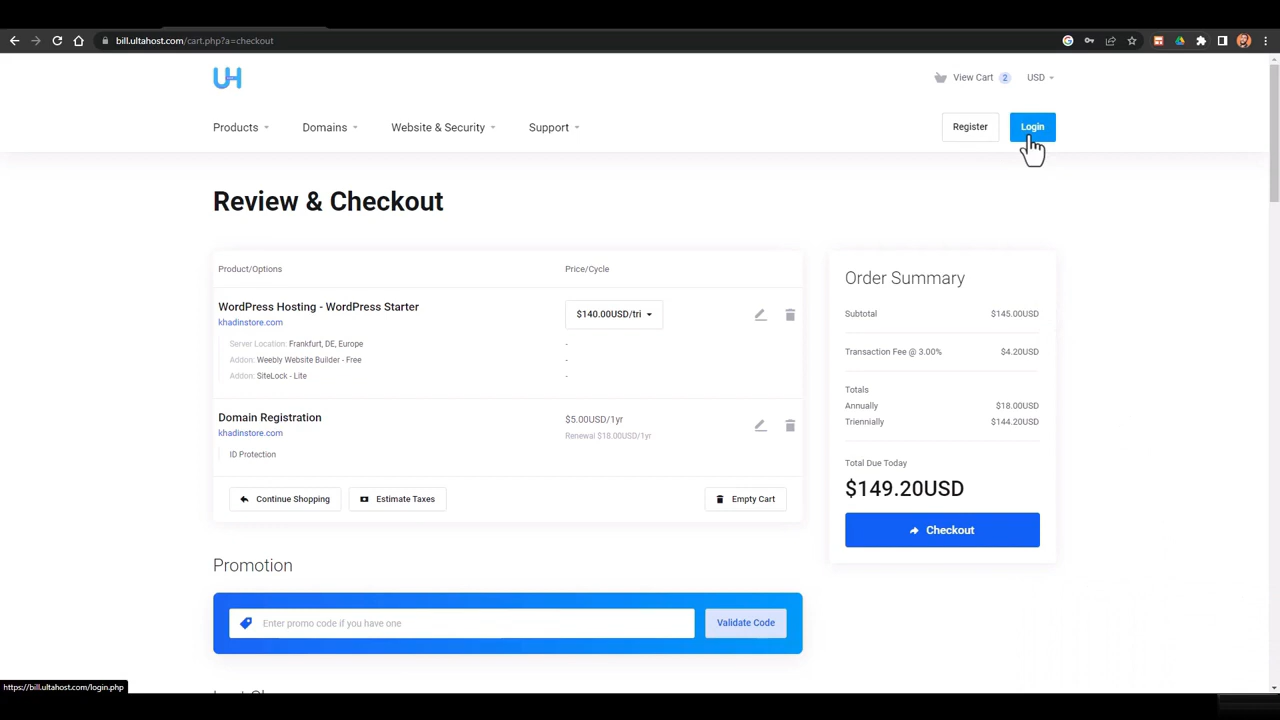 bill.ultahost.com/cart.php?a=checkout
UH
View Cart 2 USD
Products Domains Website & Security Support Register Login
Review & Checkout
Product/Options Price/Cycle
WordPress Hosting - WordPress Starter $140.00USD/tri
khadinstore.com
Server Location: Frankfurt, DE, Europe -
Addon: Weebly Website Builder - Free -
Addon: SiteLock - Lite -
Domain Registration $5.00USD/1yr
khadinstore.com Renewal $18.00USD/1yr
ID Protection
Continue Shopping Estimate Taxes Empty Cart
Order Summary
Subtotal $145.00USD
Transaction Fee @ 3.00% $4.20USD
Totals
Annually $18.00USD
Triennially $144.20USD
Total Due Today
$149.20USD
Checkout
Promotion
Enter promo code if you have one Validate Code
https://bill.ultahost.com/login.php